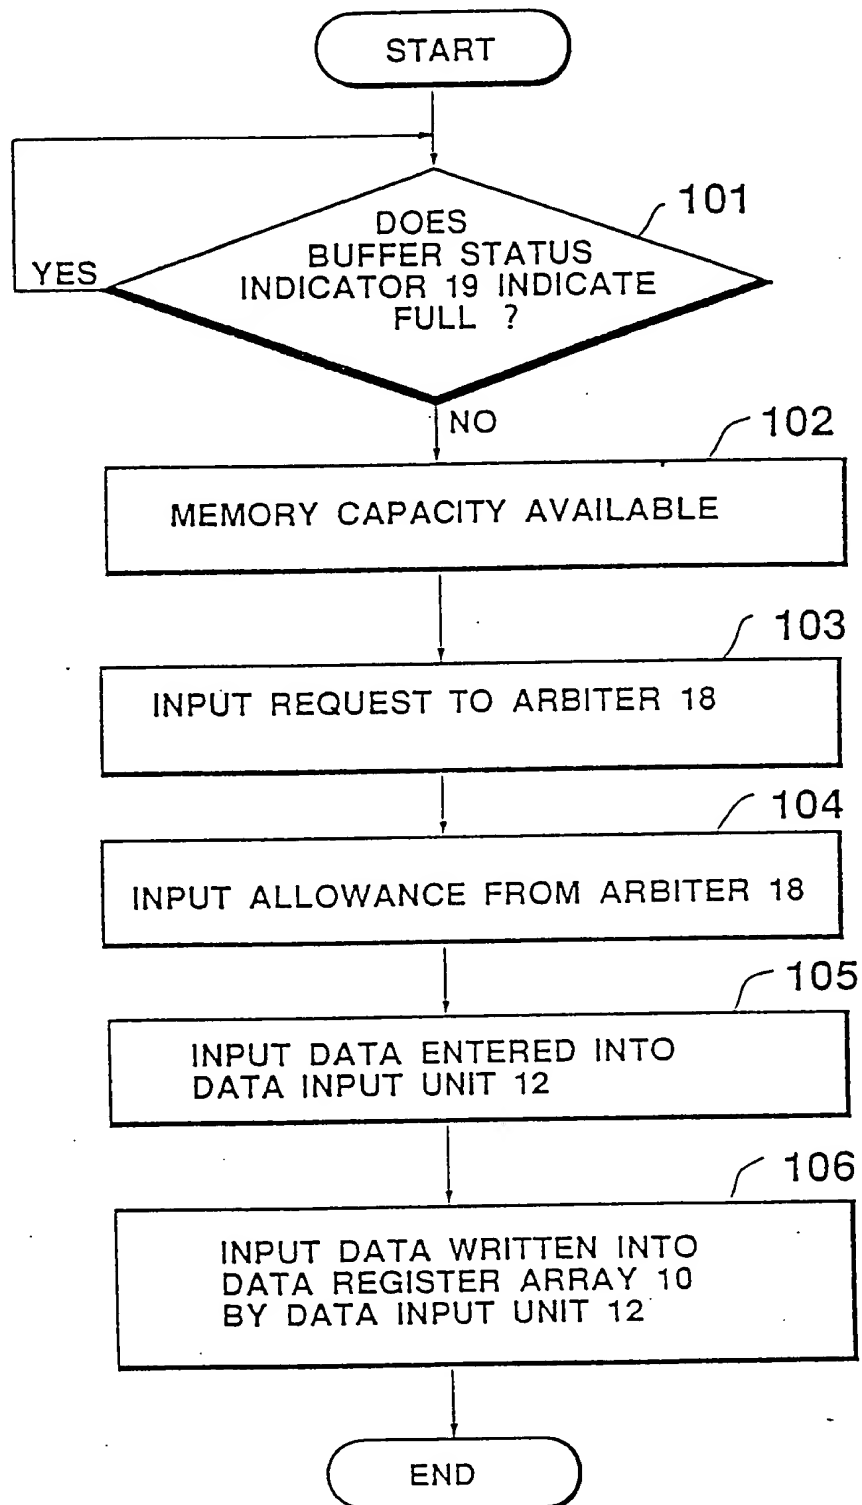 START
101
DOES
BUFFER STATUS
INDICATOR 19 INDICATE
FULL ?
YES
NO
102
MEMORY CAPACITY AVAILABLE
103
INPUT REQUEST TO ARBITER 18
104
INPUT ALLOWANCE FROM ARBITER 18
105
INPUT DATA ENTERED INTO
DATA INPUT UNIT 12
106
INPUT DATA WRITTEN INTO
DATA REGISTER ARRAY 10
BY DATA INPUT UNIT 12
END